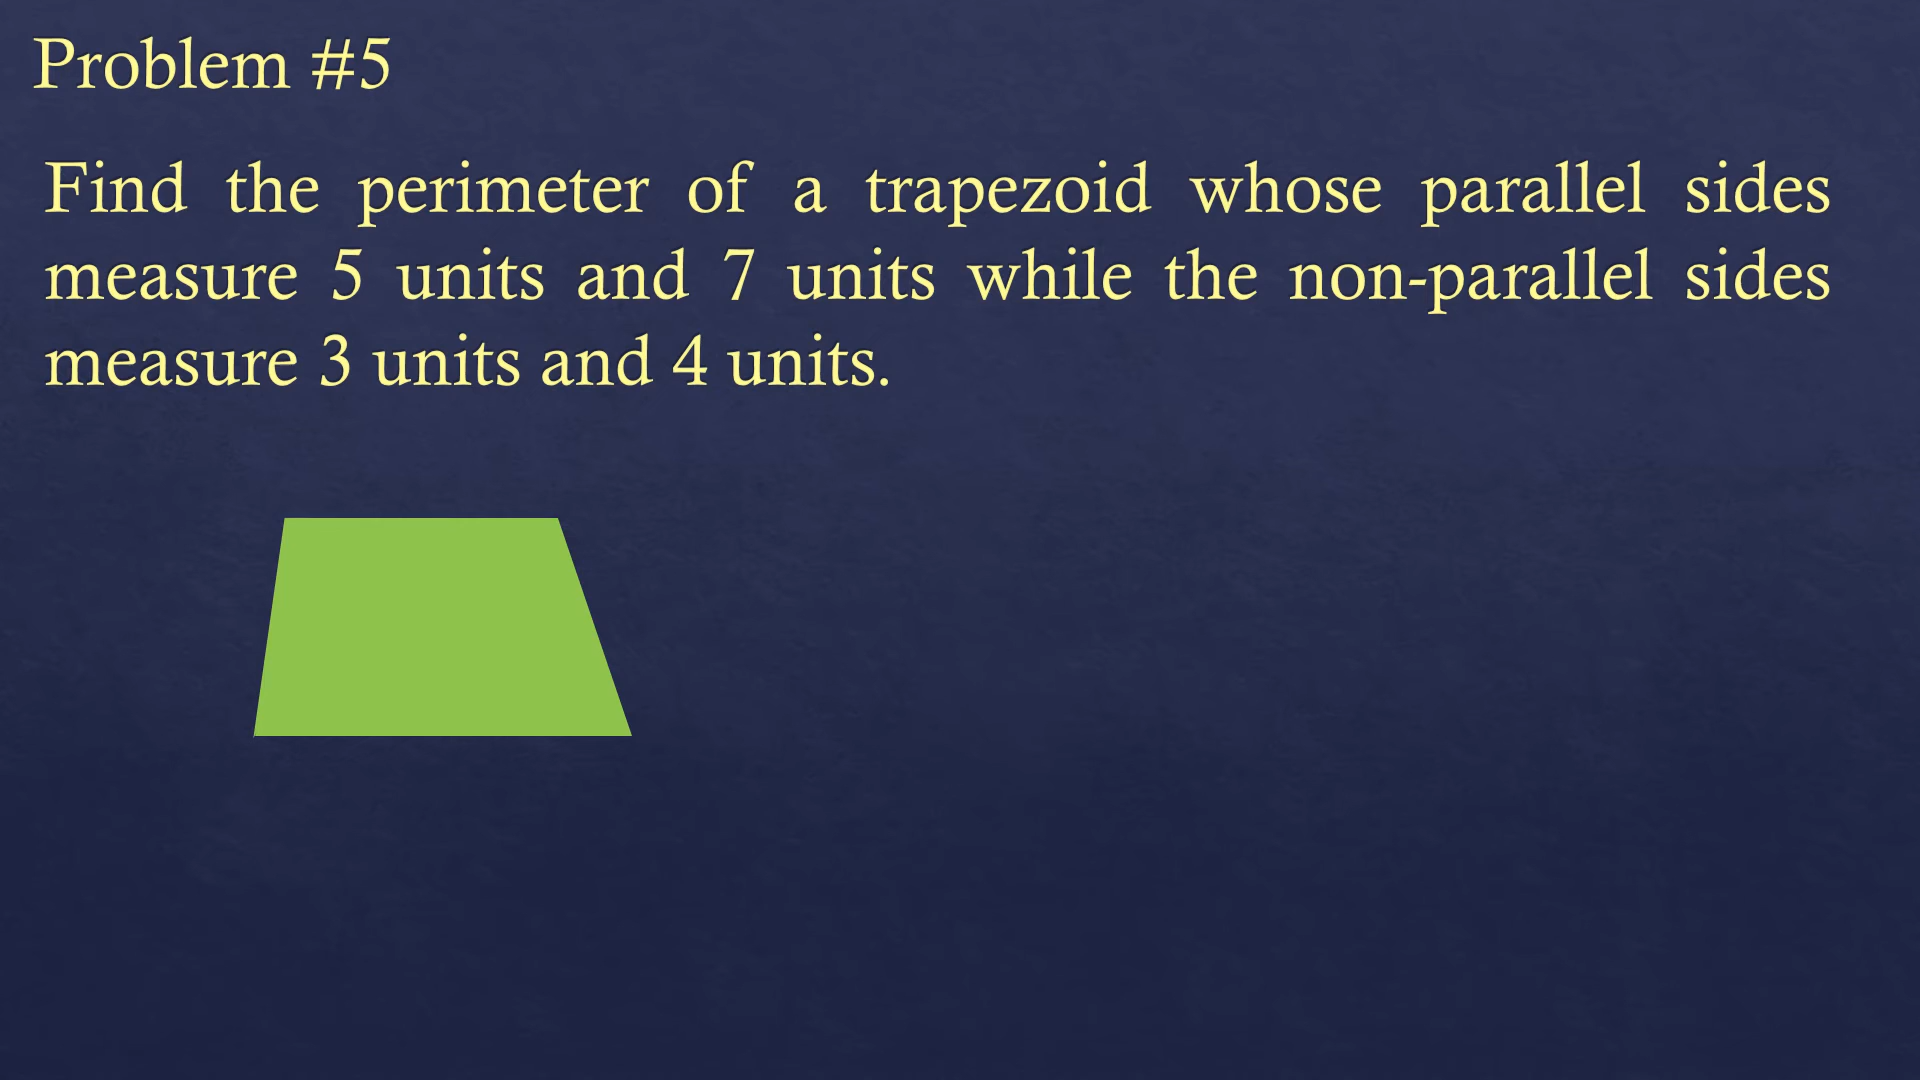 Problem #5
Find the perimeter of a trapezoid whose parallel sides
measure 5 units and 7 units while the non-parallel sides
measure 3 units and 4 units.